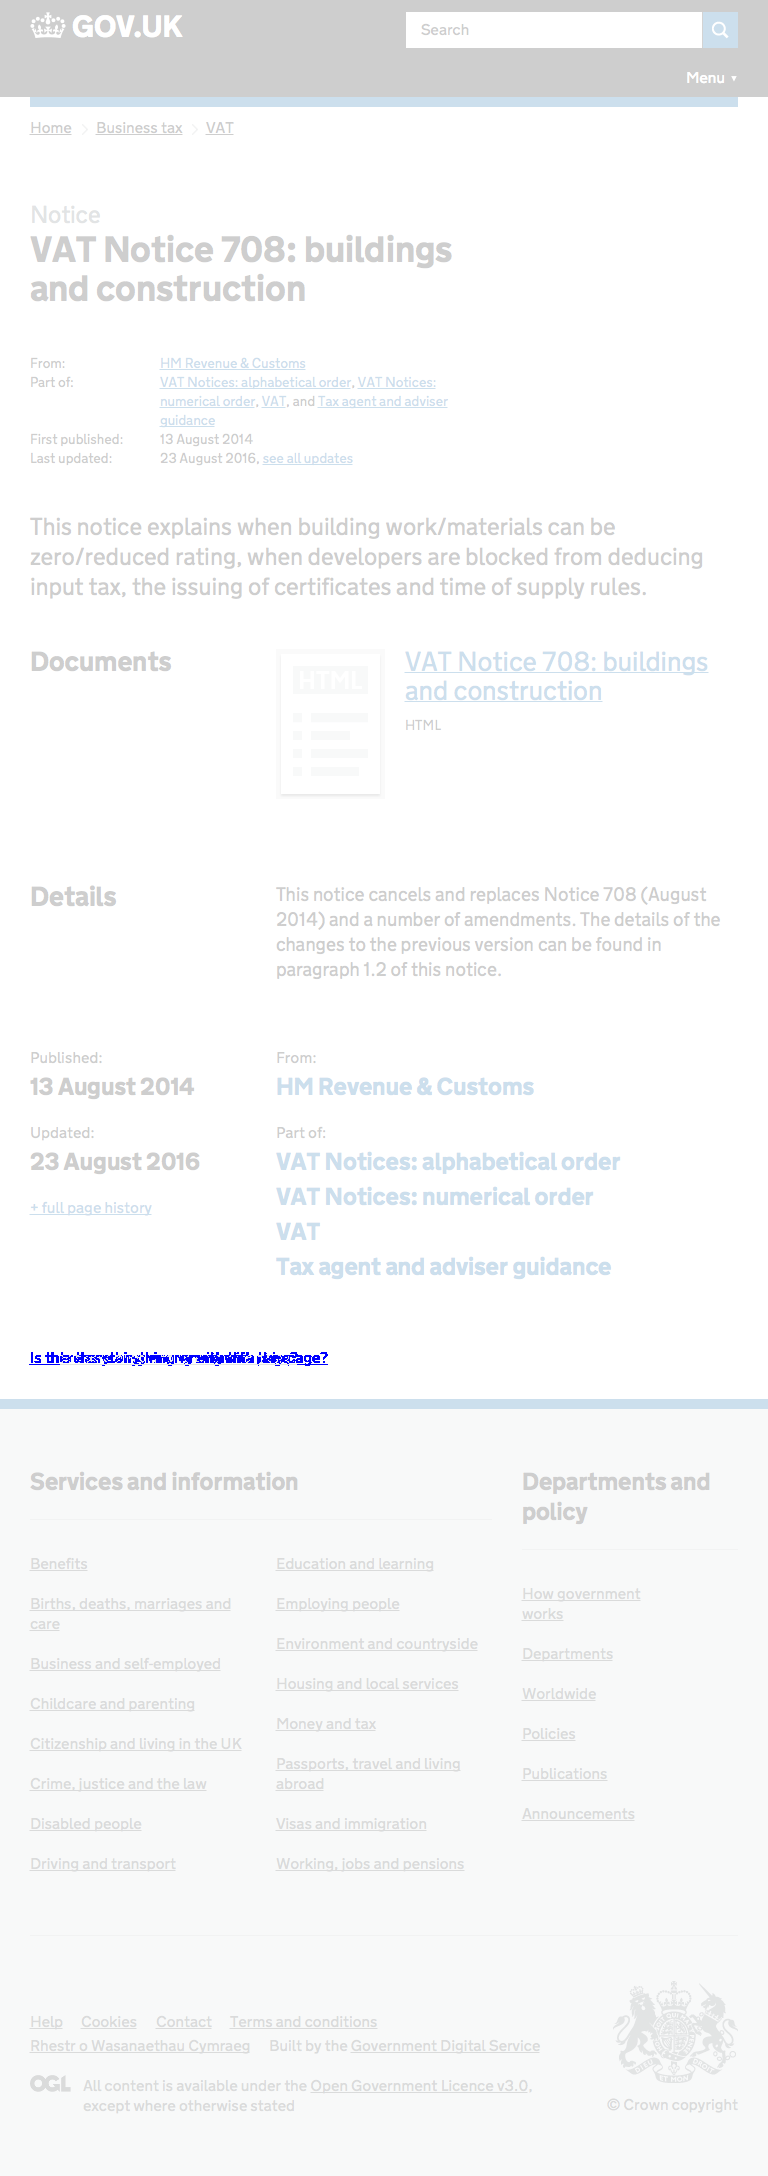 GOV.UK
Search
Menu ▼
Home Business tax VAT
Notice
VAT Notice 708: buildings
and construction
From: HM Revenue & Customs
Part of: VAT Notices: alphabetical order, VAT Notices:
numerical order, VAT, and Tax agent and adviser
guidance
First published: 13 August 2014
Last updated: 23 August 2016, see all updates
This notice explains when building work/materials can be
zero/reduced rating, when developers are blocked from deducing
input tax, the issuing of certificates and time of supply rules.
Documents
HTML
VAT Notice 708: buildings
and construction
HTML
Details
This notice cancels and replaces Notice 708 (August
2014) and a number of amendments. The details of the
changes to the previous version can be found in
paragraph 1.2 of this notice.
Published:
13 August 2014
Updated:
23 August 2016
+ full page history
From:
HM Revenue & Customs
Part of:
VAT Notices: alphabetical order
VAT Notices: numerical order
VAT
Tax agent and adviser guidance
Services and information
Benefits
Births, deaths, marriages and
care
Business and self-employed
Childcare and parenting
Citizenship and living in the UK
Crime, justice and the law
Disabled people
Driving and transport
Education and learning
Employing people
Environment and countryside
Housing and local services
Money and tax
Passports, travel and living
abroad
Visas and immigration
Working, jobs and pensions
Departments and
policy
How government
works
Departments
Worldwide
Policies
Publications
Announcements
Help Cookies Contact Terms and conditions
Rhestr o Wasanaethau Cymraeg Built by the Government Digital Service
OGL All content is available under the Open Government Licence v3.0,
except where otherwise stated
© Crown copyright